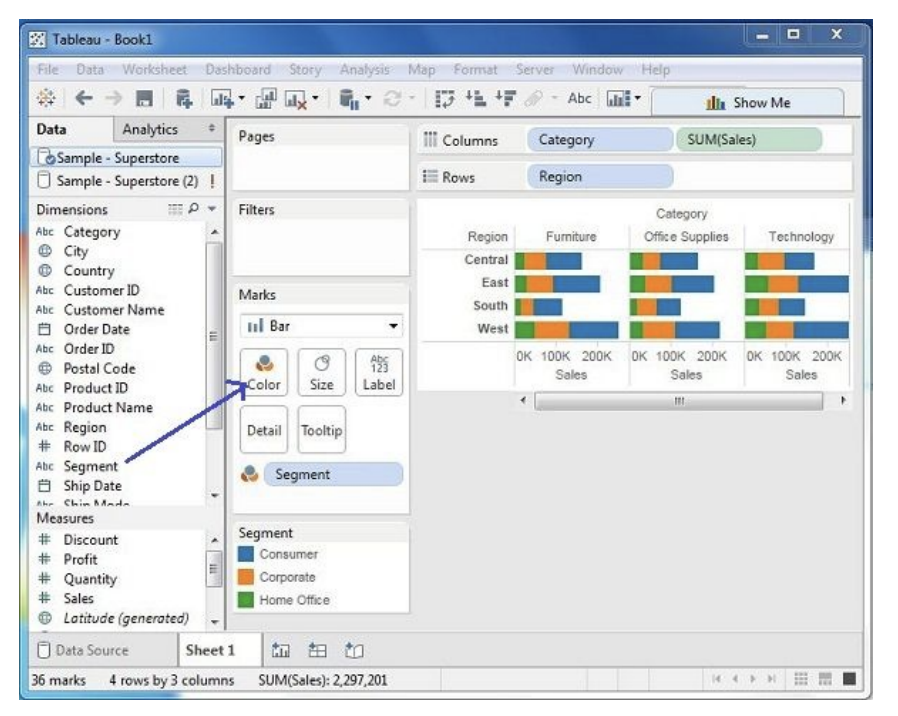 Tableau - Book1
File Data Worksheet Dashboard Story Analysis Map Format Server Window Help
Abc Show Me
Data Analytics
Sample - Superstore
Sample - Superstore (2) !
Dimensions
Abc Category
City
Country
Abc Customer ID
Abc Customer Name
Order Date
Abc Order ID
Postal Code
Abc Product ID
Abc Product Name
Abc Region
# Row ID
Abc Segment
Ship Date
Abc Ship Mode
Measures
# Discount
# Profit
# Quantity
# Sales
Latitude (generated)
Pages
Filters
Marks
Bar
Color Size Abc 123 Label
Detail Tooltip
Segment
Segment
Consumer
Corporate
Home Office
Columns Category SUM(Sales)
Rows Region
Category
Region Furniture Office Supplies Technology
Central
East
South
West
0K 100K 200K 0K 100K 200K 0K 100K 200K
Sales Sales Sales
Data Source Sheet 1
36 marks 4 rows by 3 columns SUM(Sales): 2,297,201